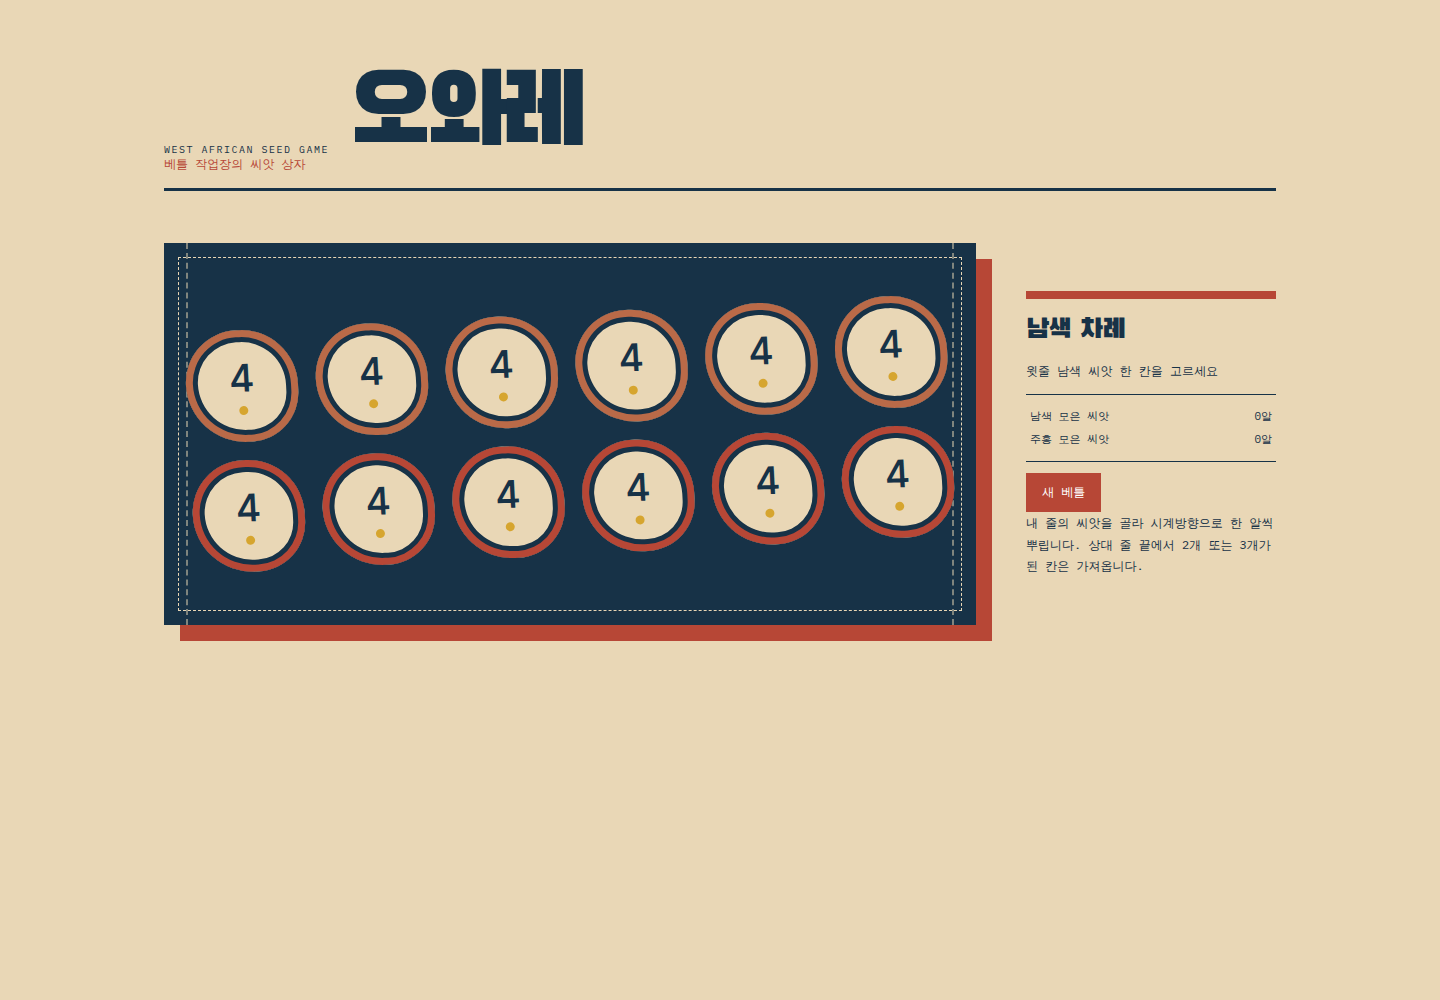 오와레
WEST AFRICAN SEED GAME
베틀 작업장의 씨앗 상자
4 4 4 4 4 4
4 4 4 4 4 4
남색 차례
윗줄 남색 씨앗 한 칸을 고르세요
남색 모은 씨앗 0알
주홍 모은 씨앗 0알
새 베틀
내 줄의 씨앗을 골라 시계방향으로 한 알씩
뿌립니다. 상대 줄 끝에서 2개 또는 3개가
된 칸은 가져옵니다.